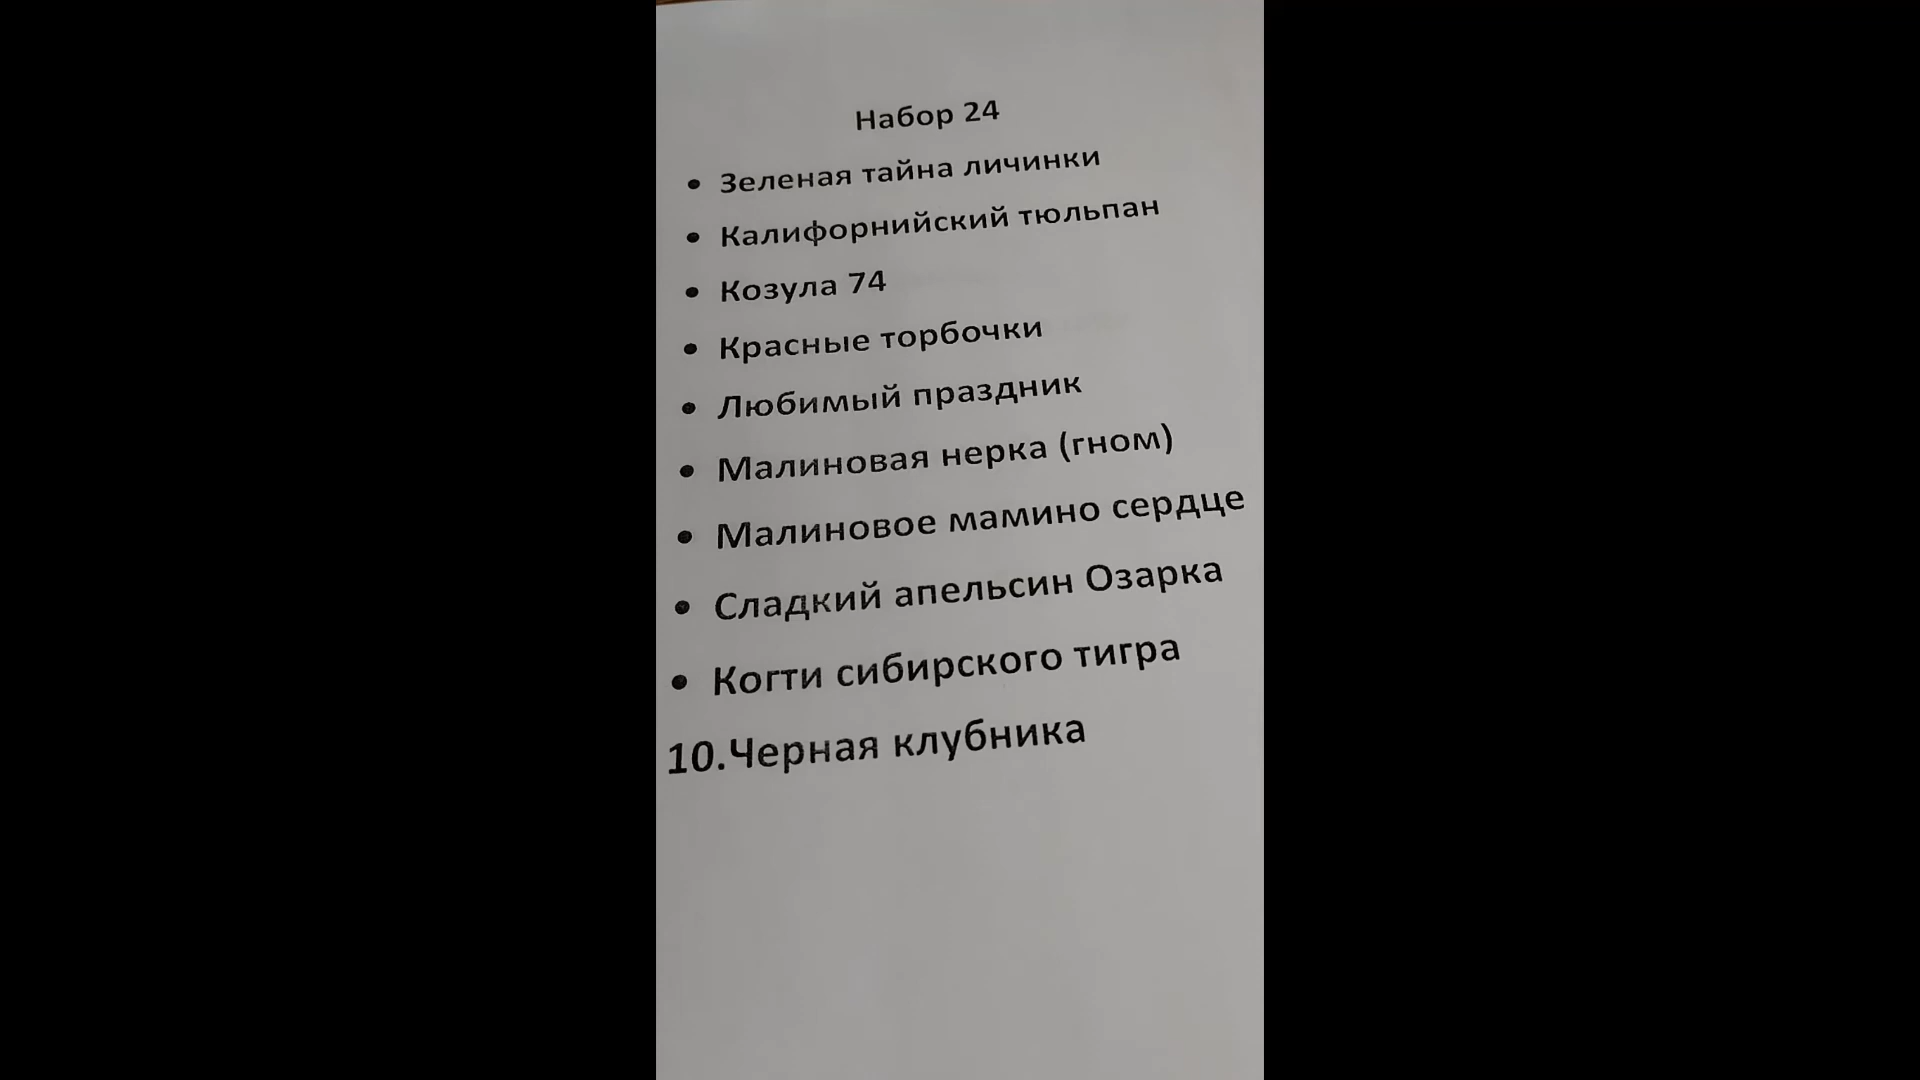 Набор 24
• Зеленая тайна личинки
• Калифорнийский тюльпан
• Козула 74
• Красные торбочки
• Любимый праздник
• Малиновая нерка (гном)
• Малиновое мамино сердце
• Сладкий апельсин Озарка
• Когти сибирского тигра
10.Черная клубника